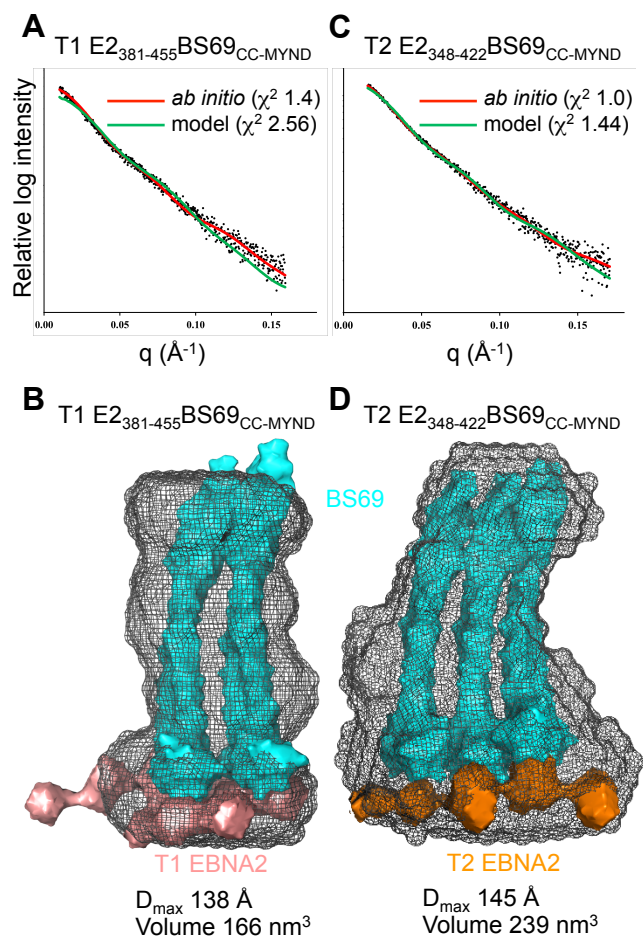 A
T1 E2381-455BS69CC-MYND
Relative log intensity
ab initio (χ² 1.4)
model (χ² 2.56)
0.00
0.05
0.10
0.15
q (Å-1)
C
T2 E2348-422BS69CC-MYND
ab initio (χ² 1.0)
model (χ² 1.44)
0.00
0.05
0.10
0.15
q (Å-1)
B
T1 E2381-455BS69CC-MYND
BS69
T1 EBNA2
Dmax 138 Å
Volume 166 nm³
D
T2 E2348-422BS69CC-MYND
T2 EBNA2
Dmax 145 Å
Volume 239 nm³